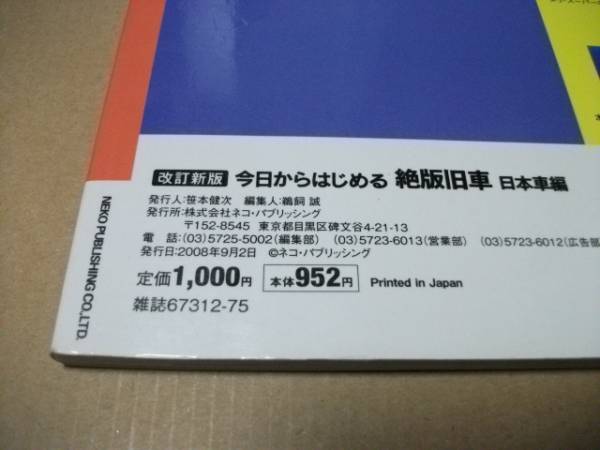 改訂新版 今日からはじめる 絶版旧車 日本車編
発行人:笹本健次 編集人:鵜飼 誠
発行所:株式会社ネコ・パブリッシング
〒152-8545 東京都目黒区碑文谷4-21-13
電 話:(03)5725-5002(編集部) (03)5723-6013(営業部) (03)5723-6012(広告部
発行日:2008年9月2日 ©ネコ・パブリッシング
定価1,000円 本体952円 Printed in Japan
雑誌67312-75
NEKO PUBLISHING CO.,LTD.